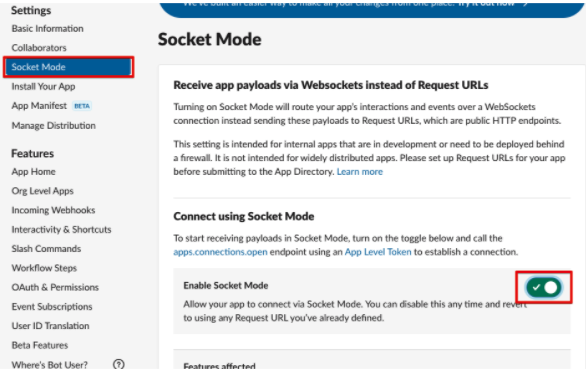 We've built an easier way to make all your changes from one place. Try it out now
Settings
Basic Information
Collaborators
Socket Mode
Install Your App
App Manifest BETA
Manage Distribution
Features
App Home
Org Level Apps
Incoming Webhooks
Interactivity & Shortcuts
Slash Commands
Workflow Steps
OAuth & Permissions
Event Subscriptions
User ID Translation
Beta Features
Where's Bot User? ?
Socket Mode
Receive app payloads via Websockets instead of Request URLs
Turning on Socket Mode will route your app's interactions and events over a WebSockets
connection instead sending these payloads to Request URLs, which are public HTTP endpoints.
This setting is intended for internal apps that are in development or need to be deployed behind
a firewall. It is not intended for widely distributed apps. Please set up Request URLs for your app
before submitting to the App Directory. Learn more
Connect using Socket Mode
To start receiving payloads in Socket Mode, turn on the toggle below and call the
apps.connections.open endpoint using an App Level Token to establish a connection.
Enable Socket Mode
Allow your app to connect via Socket Mode. You can disable this any time and revert
to using any Request URL you've already defined.
Features affected